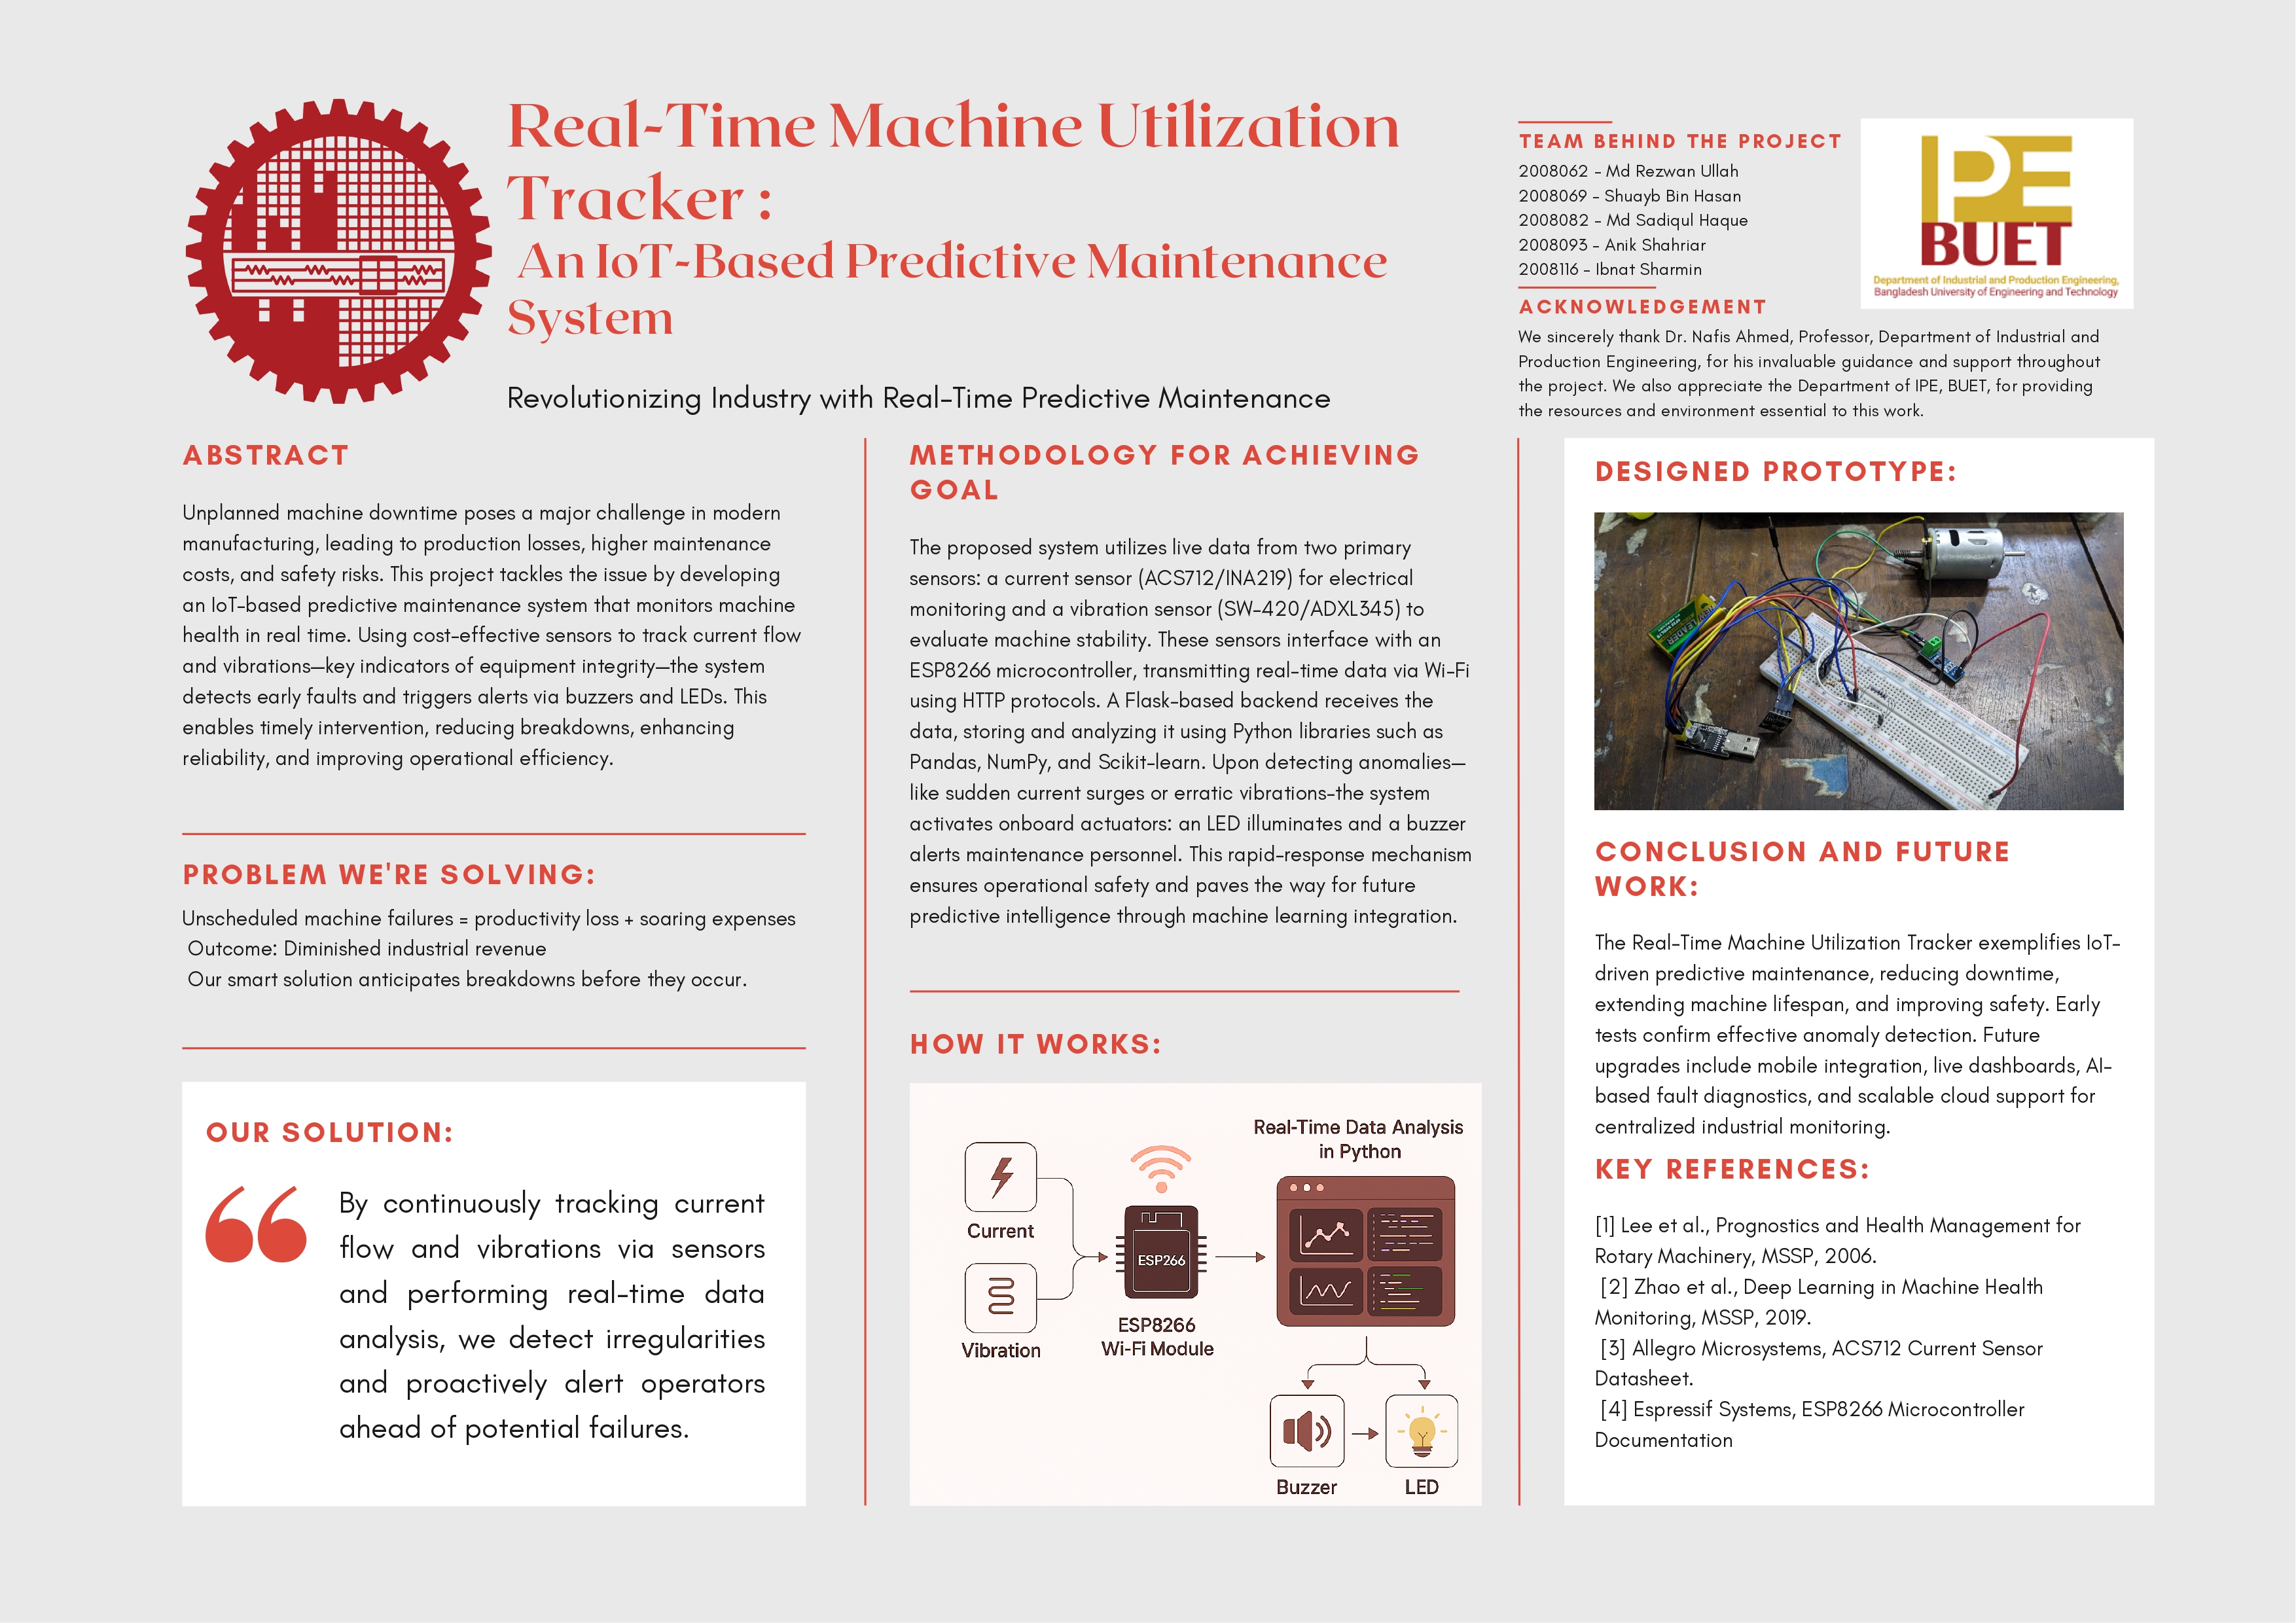 Real-Time Machine Utilization
Tracker :
An IoT-Based Predictive Maintenance
System
Revolutionizing Industry with Real-Time Predictive Maintenance
TEAM BEHIND THE PROJECT
2008062 - Md Rezwan Ullah
2008069 - Shuayb Bin Hasan
2008082 - Md Sadiqul Haque
2008093 - Anik Shahriar
2008116 - Ibnat Sharmin
IPE
BUET
Department of Industrial and Production Engineering,
Bangladesh University of Engineering and Technology
ACKNOWLEDGEMENT
We sincerely thank Dr. Nafis Ahmed, Professor, Department of Industrial and
Production Engineering, for his invaluable guidance and support throughout
the project. We also appreciate the Department of IPE, BUET, for providing
the resources and environment essential to this work.
ABSTRACT
Unplanned machine downtime poses a major challenge in modern
manufacturing, leading to production losses, higher maintenance
costs, and safety risks. This project tackles the issue by developing
an IoT-based predictive maintenance system that monitors machine
health in real time. Using cost-effective sensors to track current flow
and vibrations—key indicators of equipment integrity—the system
detects early faults and triggers alerts via buzzers and LEDs. This
enables timely intervention, reducing breakdowns, enhancing
reliability, and improving operational efficiency.
PROBLEM WE'RE SOLVING:
Unscheduled machine failures = productivity loss + soaring expenses
Outcome: Diminished industrial revenue
Our smart solution anticipates breakdowns before they occur.
OUR SOLUTION:
“
By continuously tracking current
flow and vibrations via sensors
and performing real-time data
analysis, we detect irregularities
and proactively alert operators
ahead of potential failures.
METHODOLOGY FOR ACHIEVING
GOAL
The proposed system utilizes live data from two primary
sensors: a current sensor (ACS712/INA219) for electrical
monitoring and a vibration sensor (SW-420/ADXL345) to
evaluate machine stability. These sensors interface with an
ESP8266 microcontroller, transmitting real-time data via Wi-Fi
using HTTP protocols. A Flask-based backend receives the
data, storing and analyzing it using Python libraries such as
Pandas, NumPy, and Scikit-learn. Upon detecting anomalies—
like sudden current surges or erratic vibrations-the system
activates onboard actuators: an LED illuminates and a buzzer
alerts maintenance personnel. This rapid-response mechanism
ensures operational safety and paves the way for future
predictive intelligence through machine learning integration.
HOW IT WORKS:
Current
Vibration
ESP266
ESP8266
Wi-Fi Module
Real-Time Data Analysis
in Python
Buzzer
LED
DESIGNED PROTOTYPE:
LEADER
CONCLUSION AND FUTURE
WORK:
The Real-Time Machine Utilization Tracker exemplifies IoT-
driven predictive maintenance, reducing downtime,
extending machine lifespan, and improving safety. Early
tests confirm effective anomaly detection. Future
upgrades include mobile integration, live dashboards, AI-
based fault diagnostics, and scalable cloud support for
centralized industrial monitoring.
KEY REFERENCES:
[1] Lee et al., Prognostics and Health Management for
Rotary Machinery, MSSP, 2006.
[2] Zhao et al., Deep Learning in Machine Health
Monitoring, MSSP, 2019.
[3] Allegro Microsystems, ACS712 Current Sensor
Datasheet.
[4] Espressif Systems, ESP8266 Microcontroller
Documentation